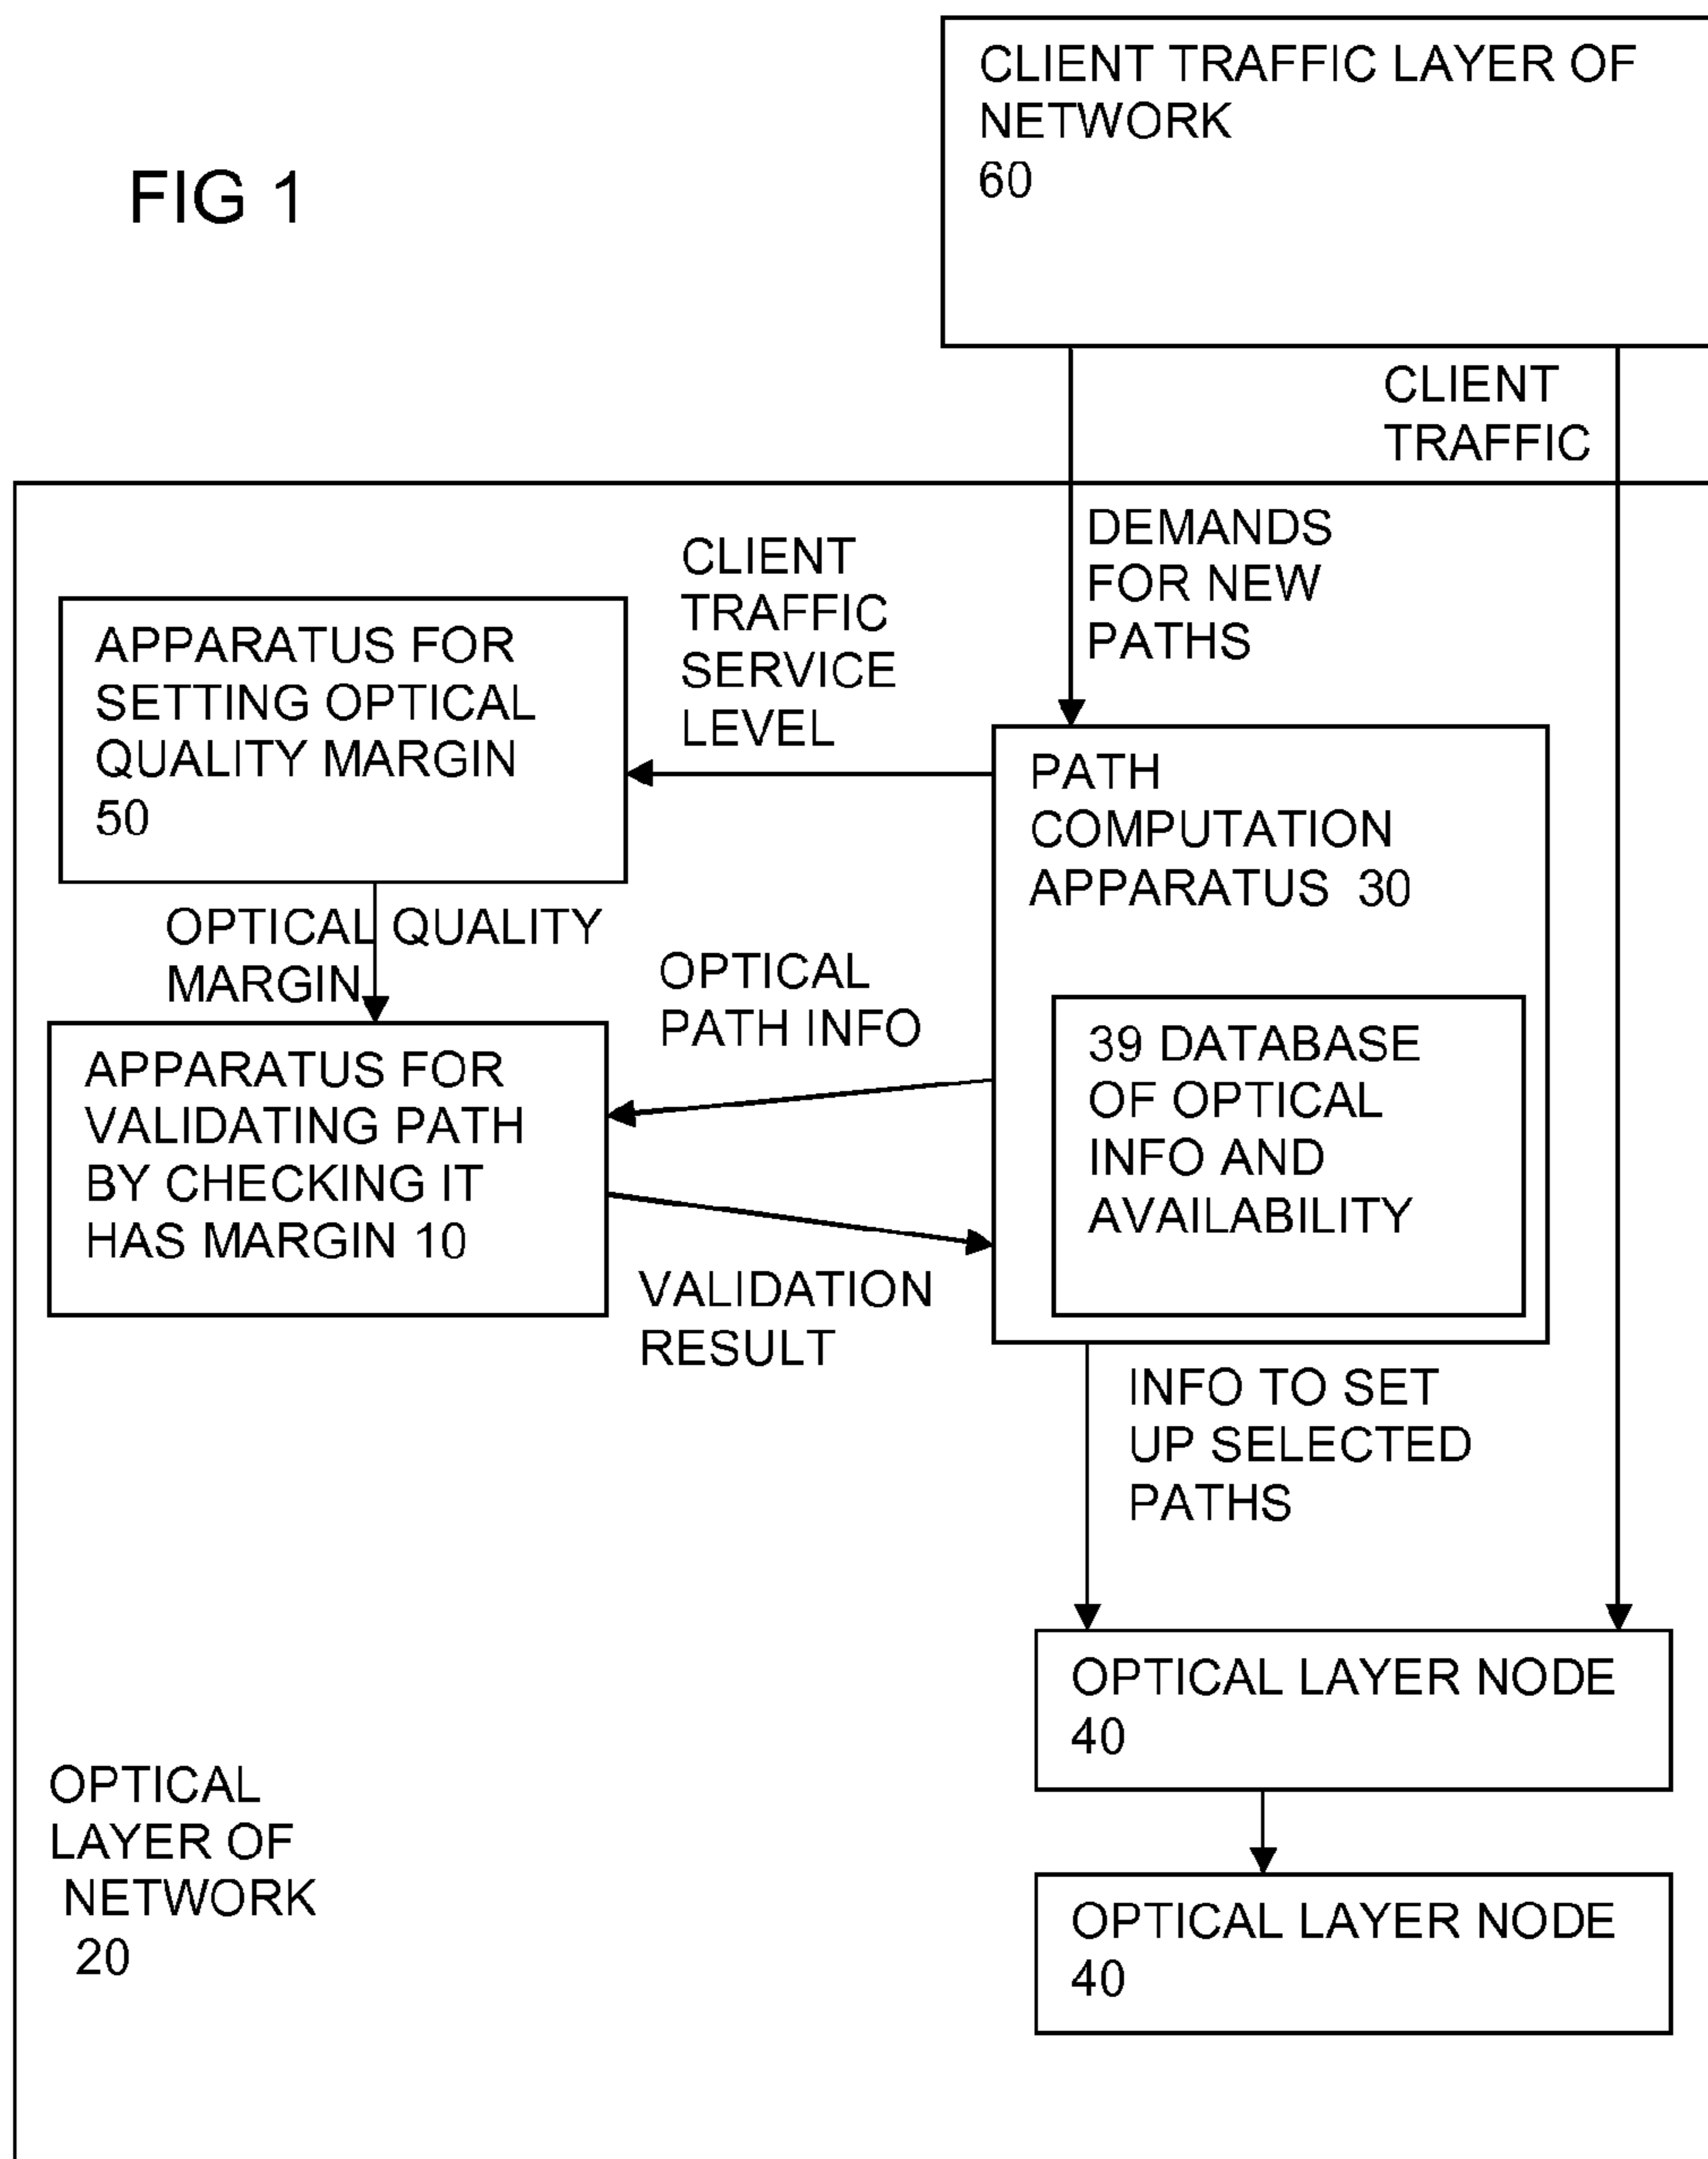 CLIENT TRAFFIC LAYER OF
NETWORK
60
FIG 1
CLIENT
TRAFFIC
DEMANDS
FOR NEW
PATHS
CLIENT
TRAFFIC
SERVICE
LEVEL
APPARATUS FOR
SETTING OPTICAL
QUALITY MARGIN
50
PATH
COMPUTATION
APPARATUS 30
OPTICAL QUALITY
MARGIN
OPTICAL
PATH INFO
39 DATABASE
OF OPTICAL
INFO AND
AVAILABILITY
APPARATUS FOR
VALIDATING PATH
BY CHECKING IT
HAS MARGIN 10
VALIDATION
RESULT
INFO TO SET
UP SELECTED
PATHS
OPTICAL LAYER NODE
40
OPTICAL
LAYER OF
NETWORK
20
OPTICAL LAYER NODE
40